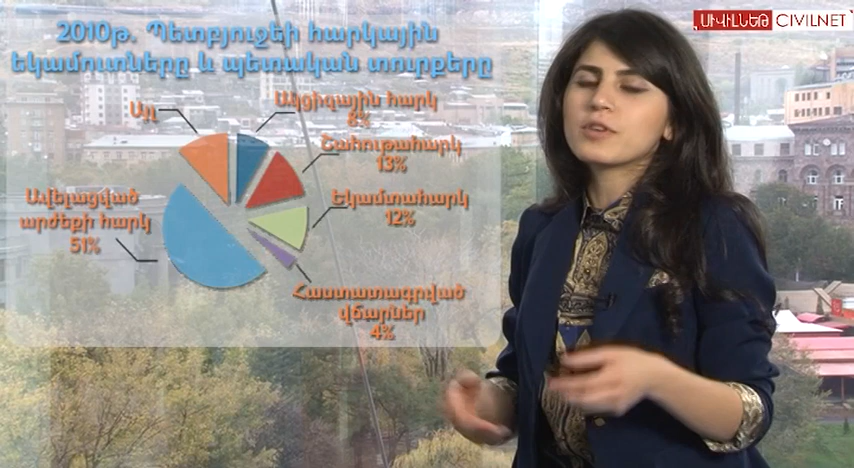 ՍԻՎԻԼՆԵԹ CIVILNET
2010թ. Պետբյուջեի հարկային
եկամուտները և պետական տուրքերը
Այլ
Ակցիզային հարկ
6%
Շահութահարկ
13%
Եկամտահարկ
12%
Հաստատագրված
վճարներ
4%
Ավելացված
արժեքի հարկ
51%